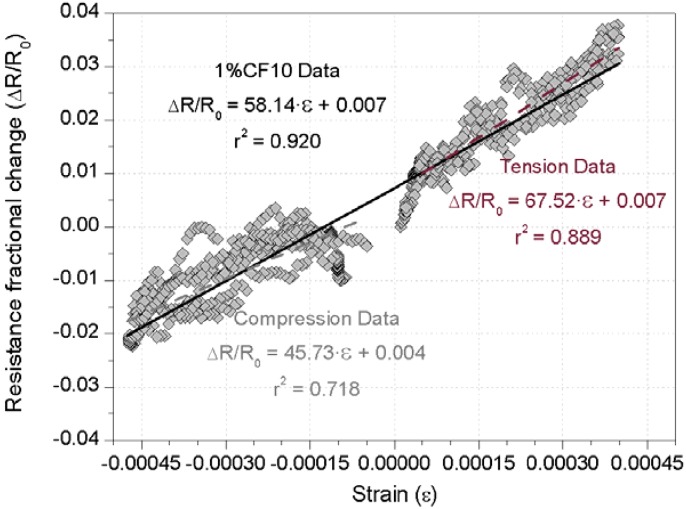 0.04
0.03
0.02
0.01
0.00
-0.01
-0.02
-0.03
-0.04
Resistance fractional change (ΔR/R₀)
1%CF10 Data
ΔR/R₀ = 58.14·ε + 0.007
r² = 0.920
Tension Data
ΔR/R₀ = 67.52·ε + 0.007
r² = 0.889
Compression Data
ΔR/R₀ = 45.73·ε + 0.004
r² = 0.718
-0.00045 -0.00030 -0.00015 0.00000 0.00015 0.00030 0.00045
Strain (ε)